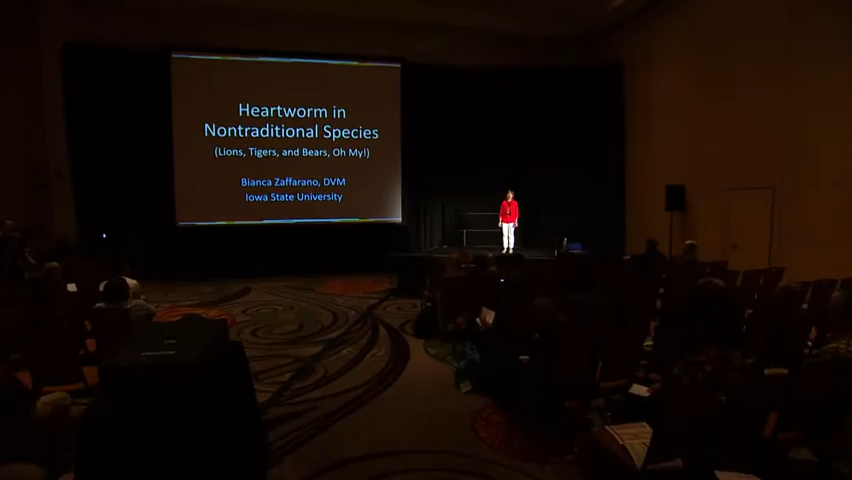 Heartworm in
Nontraditional Species
(Lions, Tigers, and Bears, Oh My!)
Bianca Zaffarano, DVM
Iowa State University